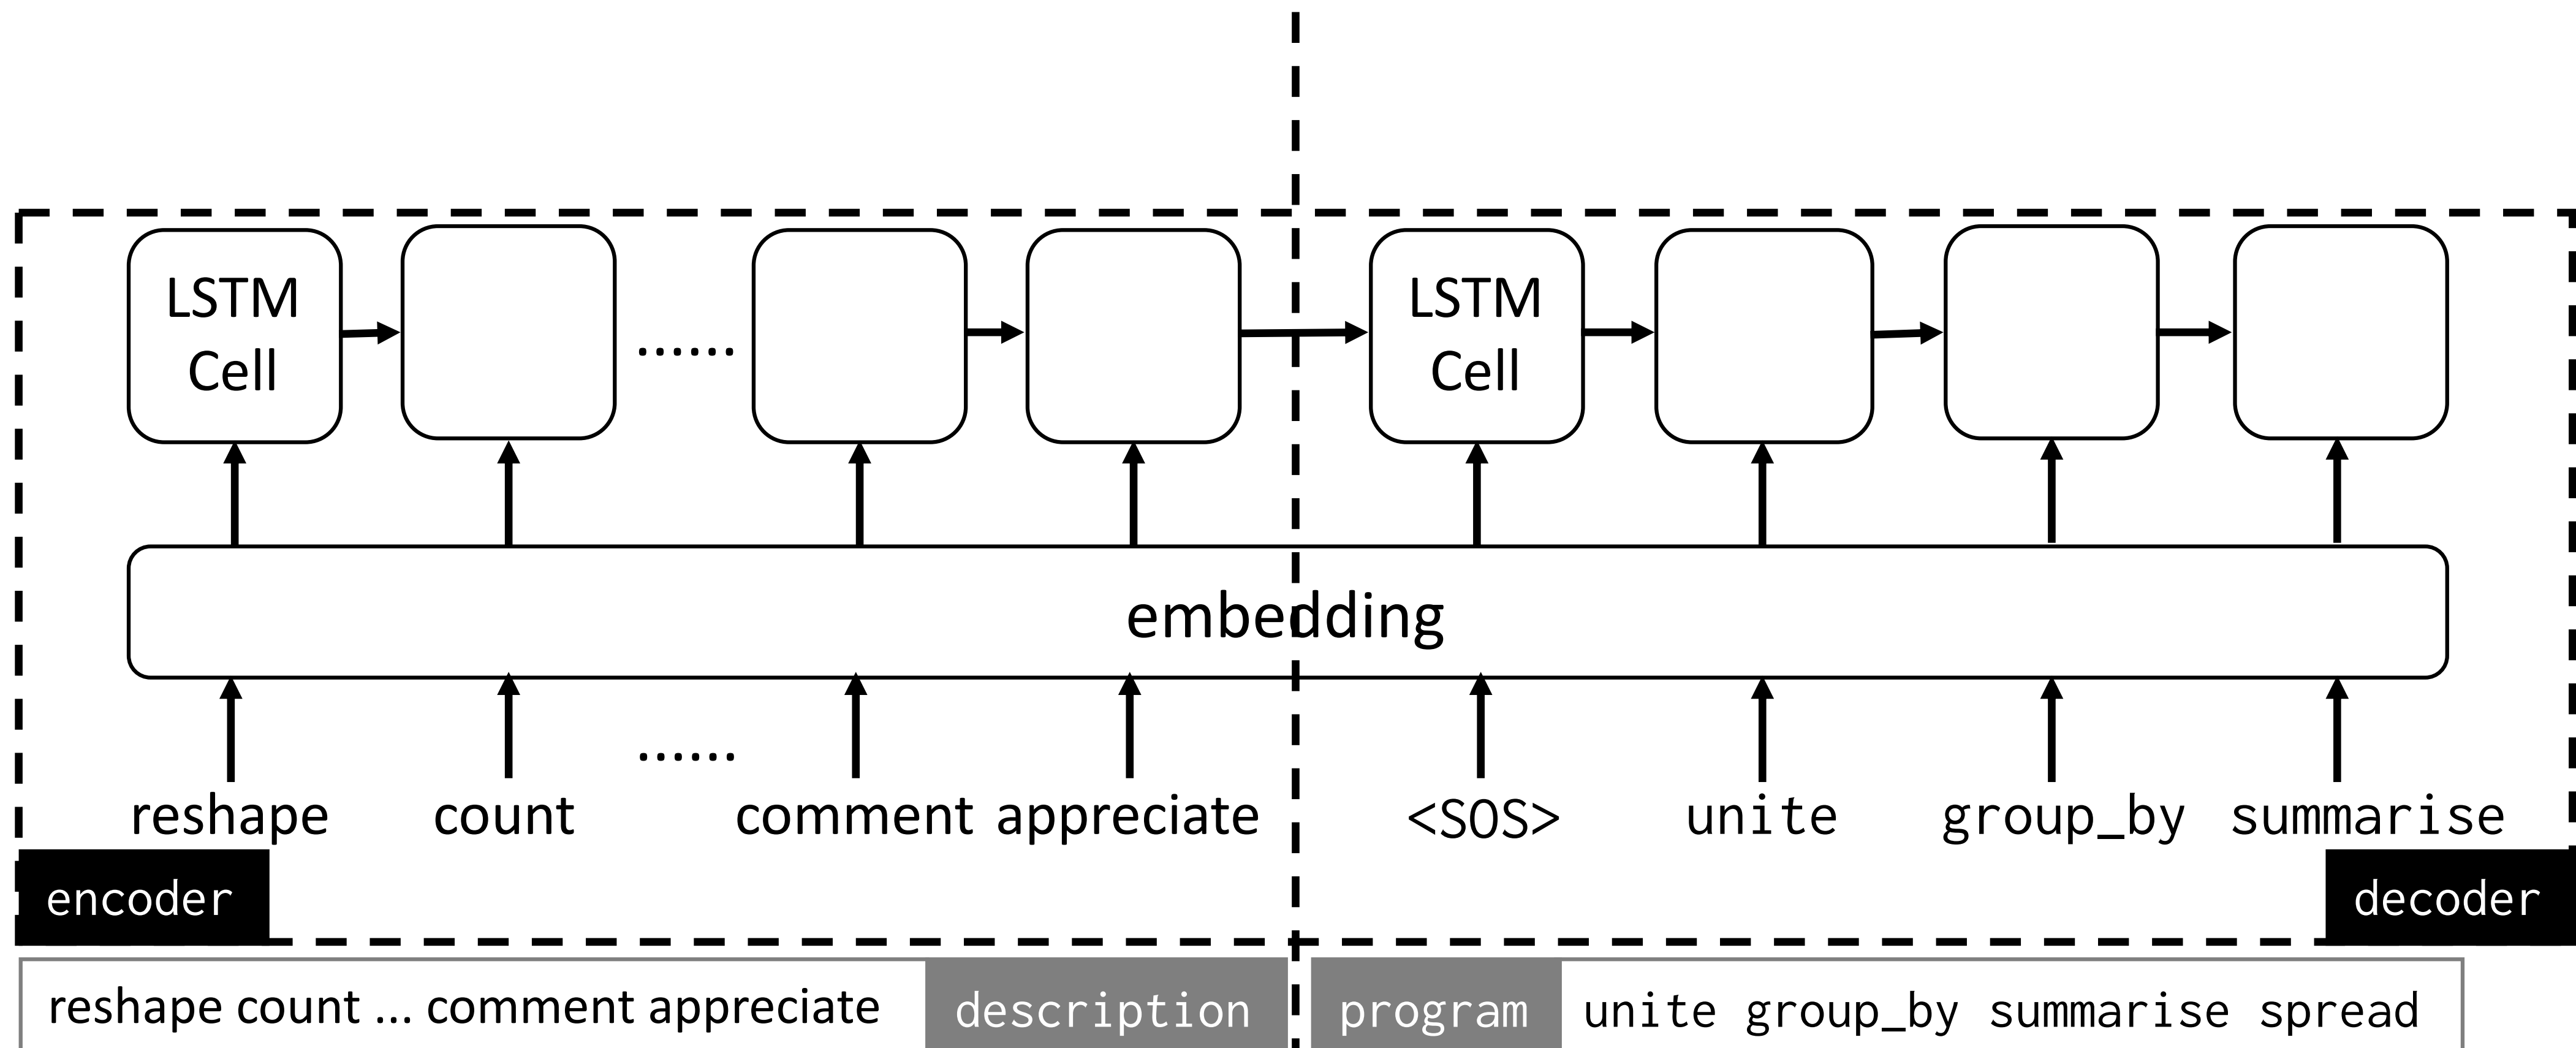 LSTM
Cell
......
LSTM
Cell
embedding
......
reshape count comment appreciate <SOS> unite group_by summarise
encoder
decoder
reshape count ... comment appreciate description program unite group_by summarise spread